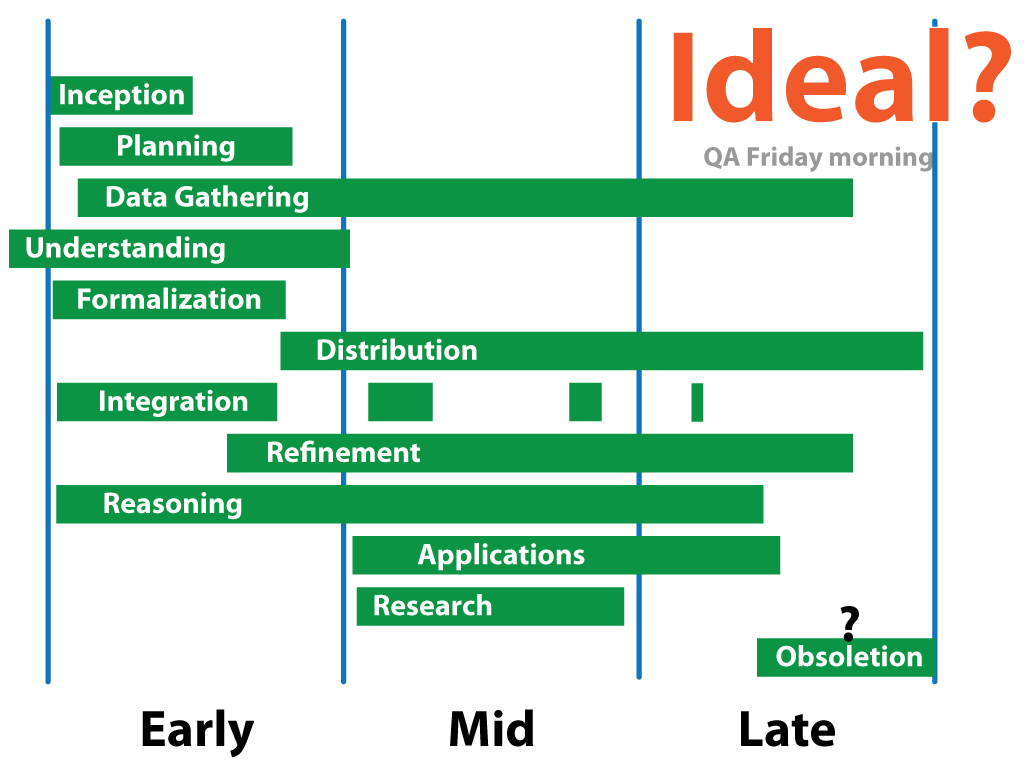 Ideal?
QA Friday morning
Inception
Planning
Data Gathering
Understanding
Formalization
Distribution
Integration
Refinement
Reasoning
Applications
Research
?
Obsoletion
Early Mid Late